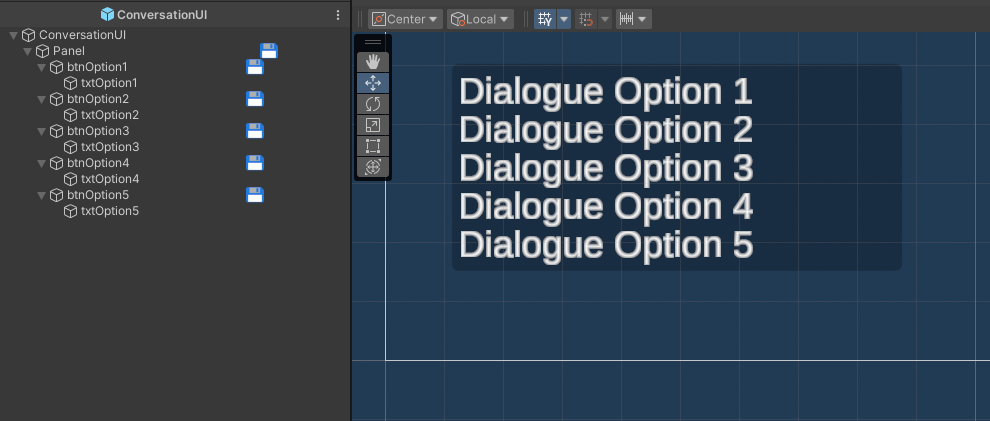 ConversationUI
ConversationUI
Panel
btnOption1
txtOption1
btnOption2
txtOption2
btnOption3
txtOption3
btnOption4
txtOption4
btnOption5
txtOption5
Center
Local
Dialogue Option 1
Dialogue Option 2
Dialogue Option 3
Dialogue Option 4
Dialogue Option 5